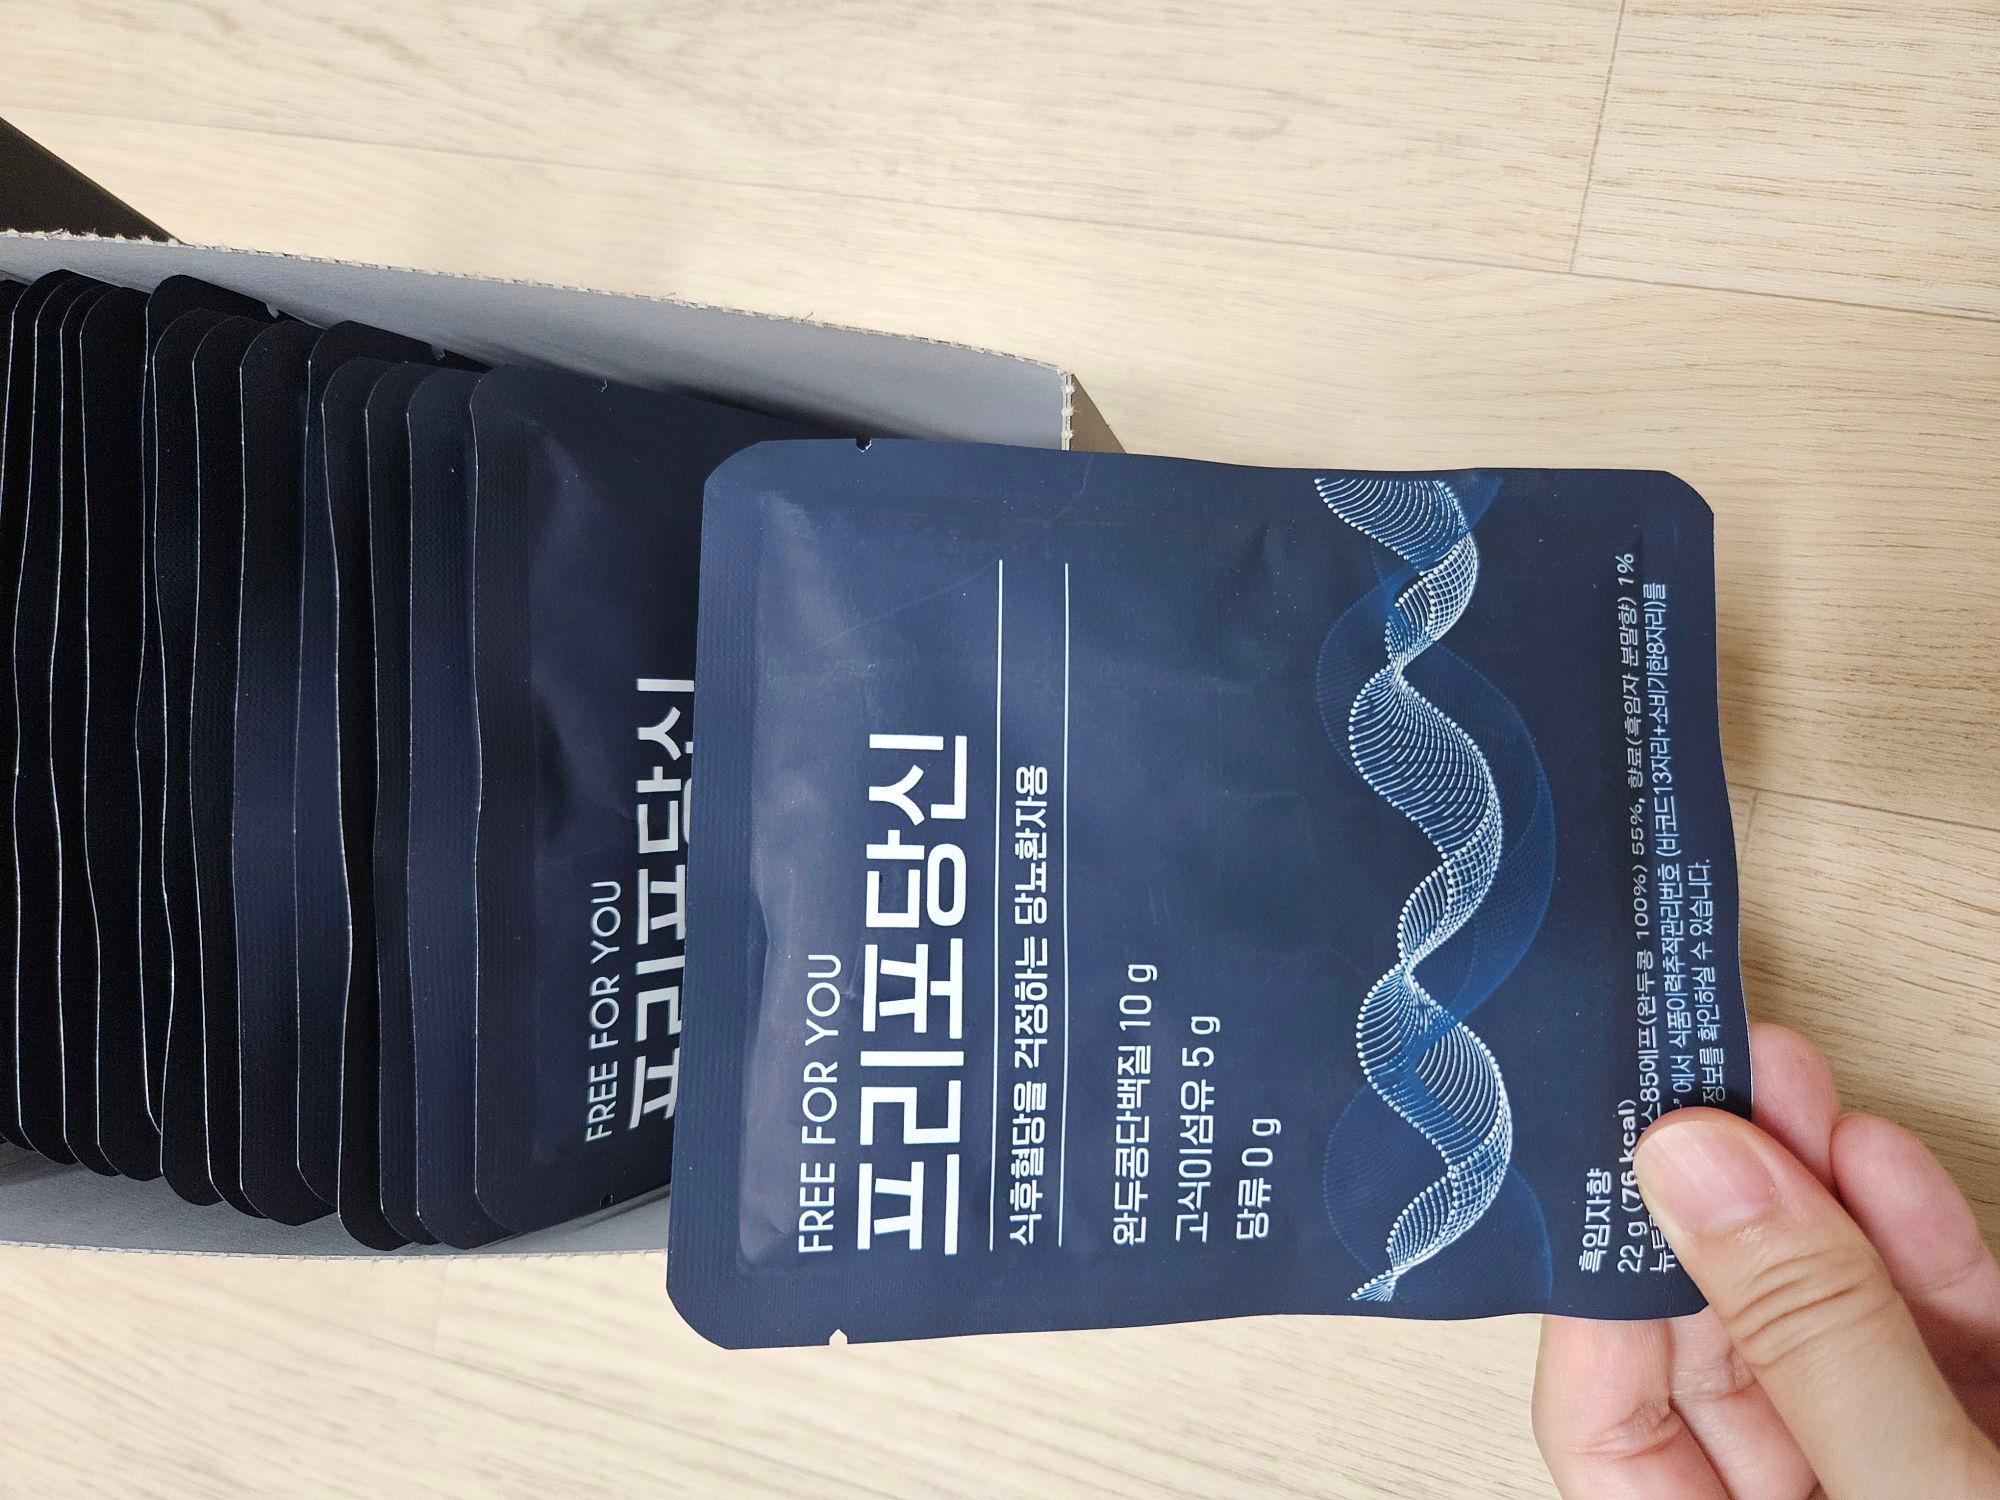 FREE FOR YOU
프리포당신
식후혈당을 걱정하는 당뇨환자용
완두콩단백질 10 g
고식이섬유 5 g
당류 0 g
흑임자향
22 g (76 kcal)
스85에프(완두콩 100%) 55%, 향료(흑임자 분말향) 1%
에서 식품이력추적관리번호 (바코드13자리+소비기한8자리)를
정보를 확인하실 수 있습니다.
FREE FOR YOU
프리포당신